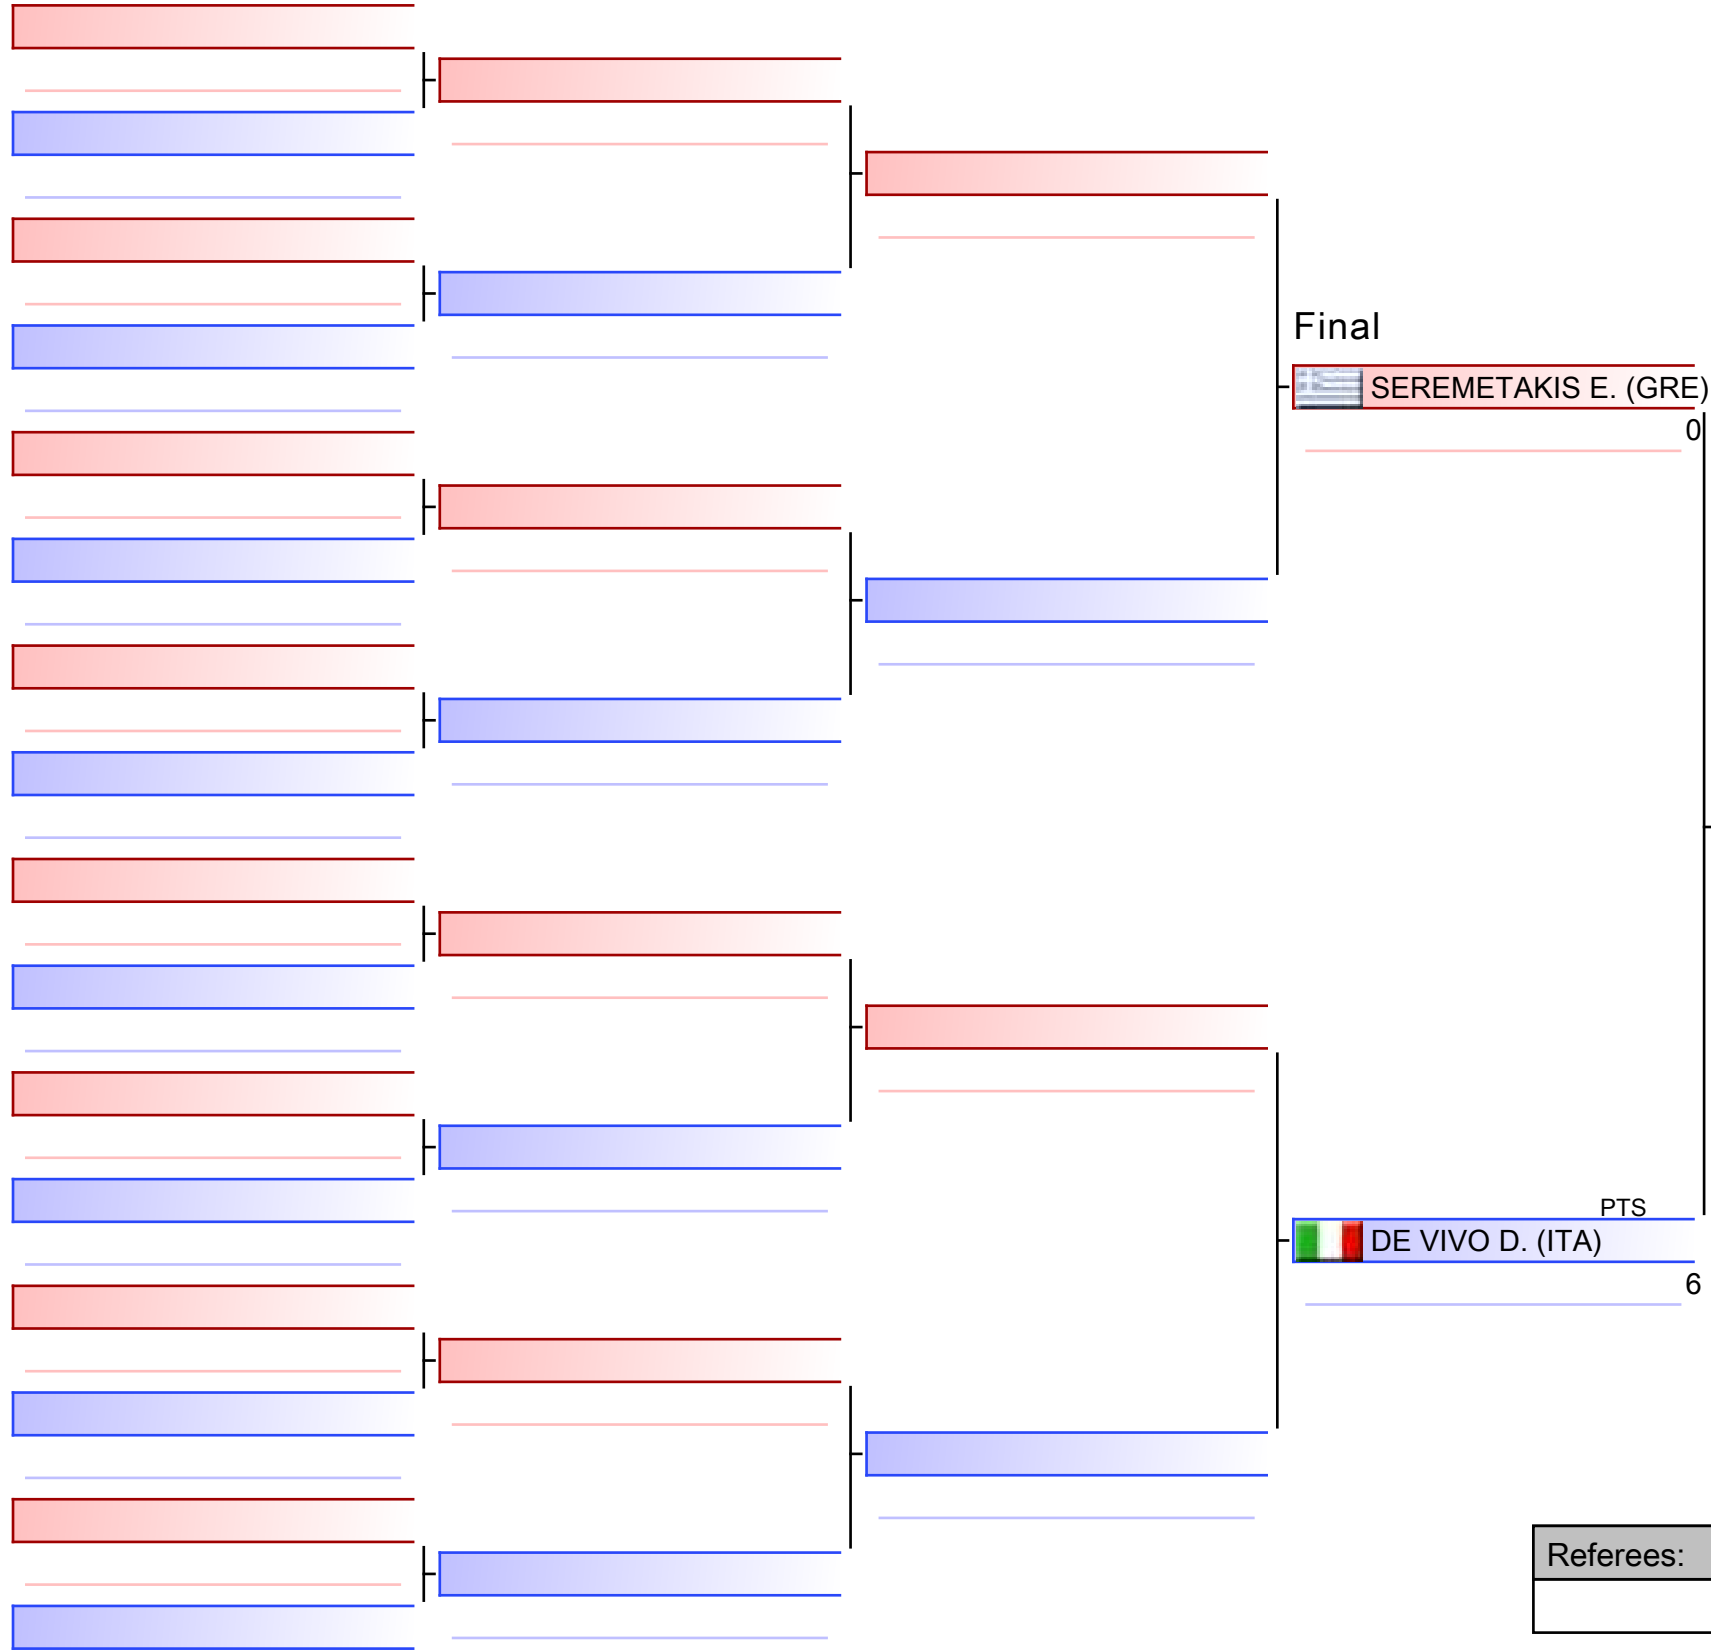 Final
SEREMETAKIS E. (GRE)
0
PTS
DE VIVO D. (ITA)
6
Referees: